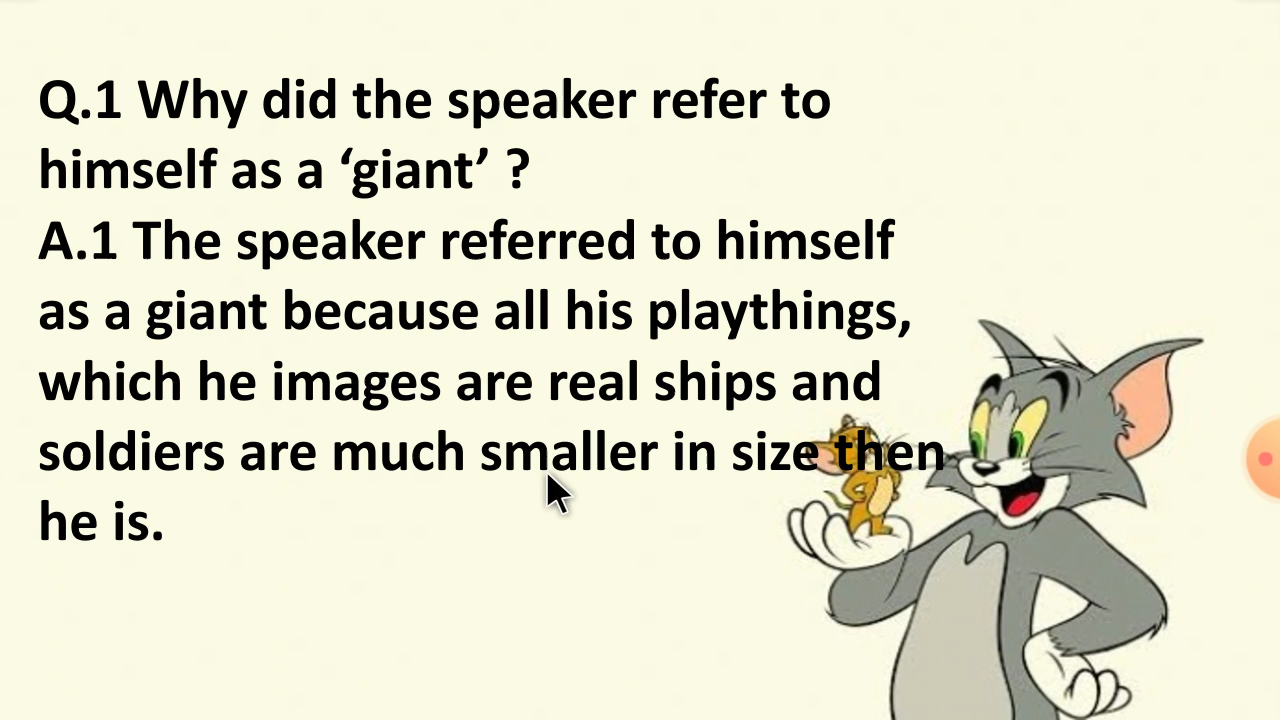 Q.1 Why did the speaker refer to
himself as a ‘giant’ ?
A.1 The speaker referred to himself
as a giant because all his playthings,
which he images are real ships and
soldiers are much smaller in size then
he is.